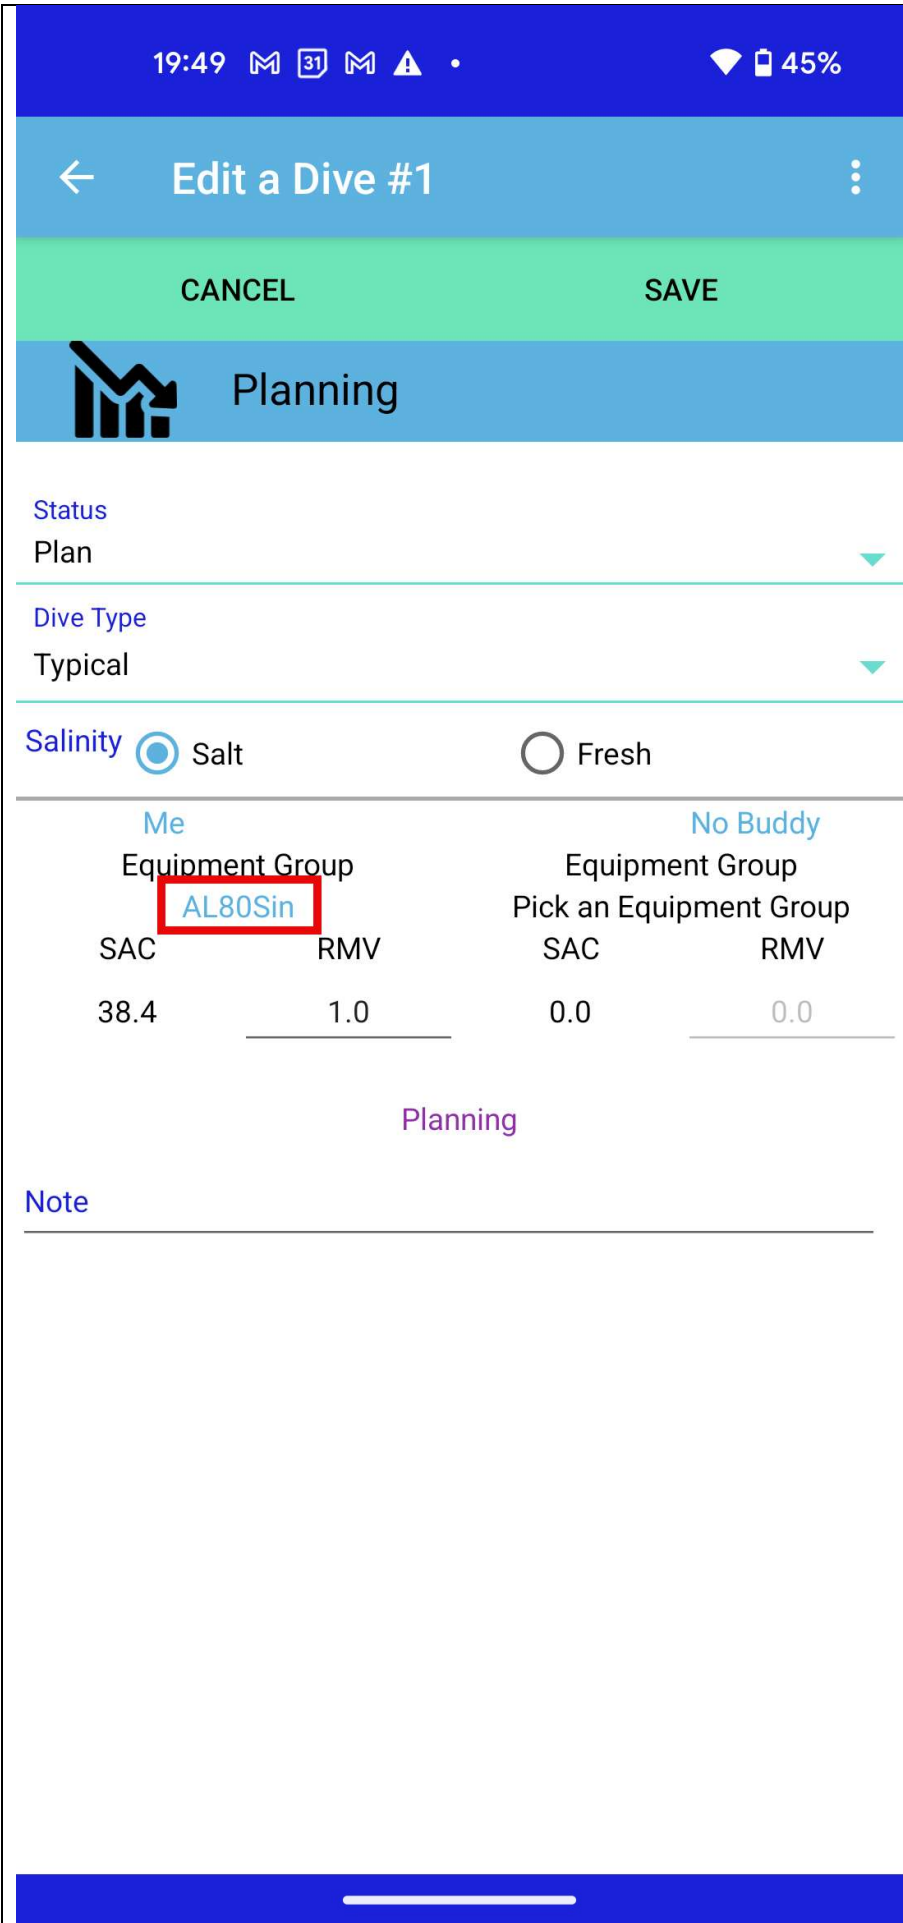 19:49 31 45%
Edit a Dive #1
CANCEL SAVE
Planning
Status
Plan
Dive Type
Typical
Salinity Salt Fresh
Me No Buddy
Equipment Group Equipment Group
AL80Sin Pick an Equipment Group
SAC RMV SAC RMV
38.4 1.0 0.0 0.0
Planning
Note